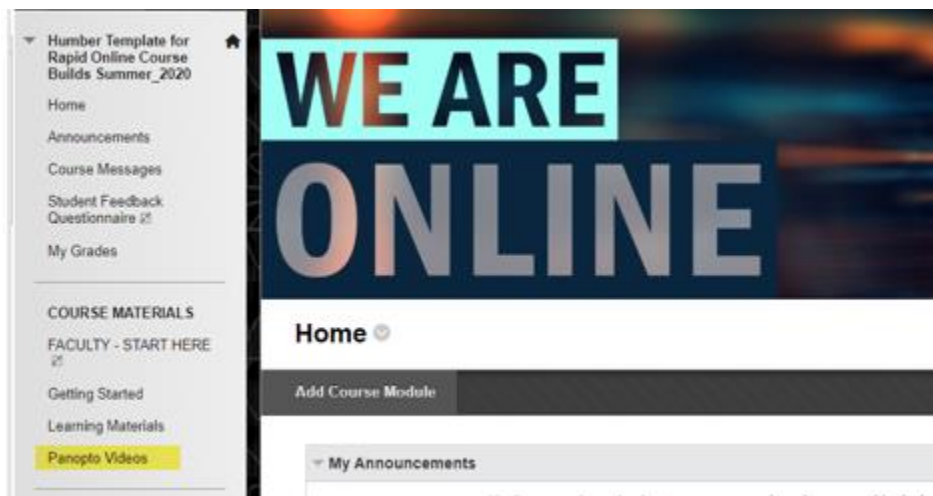 Humber Template for
Rapid Online Course
Builds Summer_2020
Home
Announcements
Course Messages
Student Feedback
Questionnaire
My Grades
COURSE MATERIALS
FACULTY - START HERE
Getting Started
Learning Materials
Panopto Videos
WE ARE
ONLINE
Home
Add Course Module
My Announcements